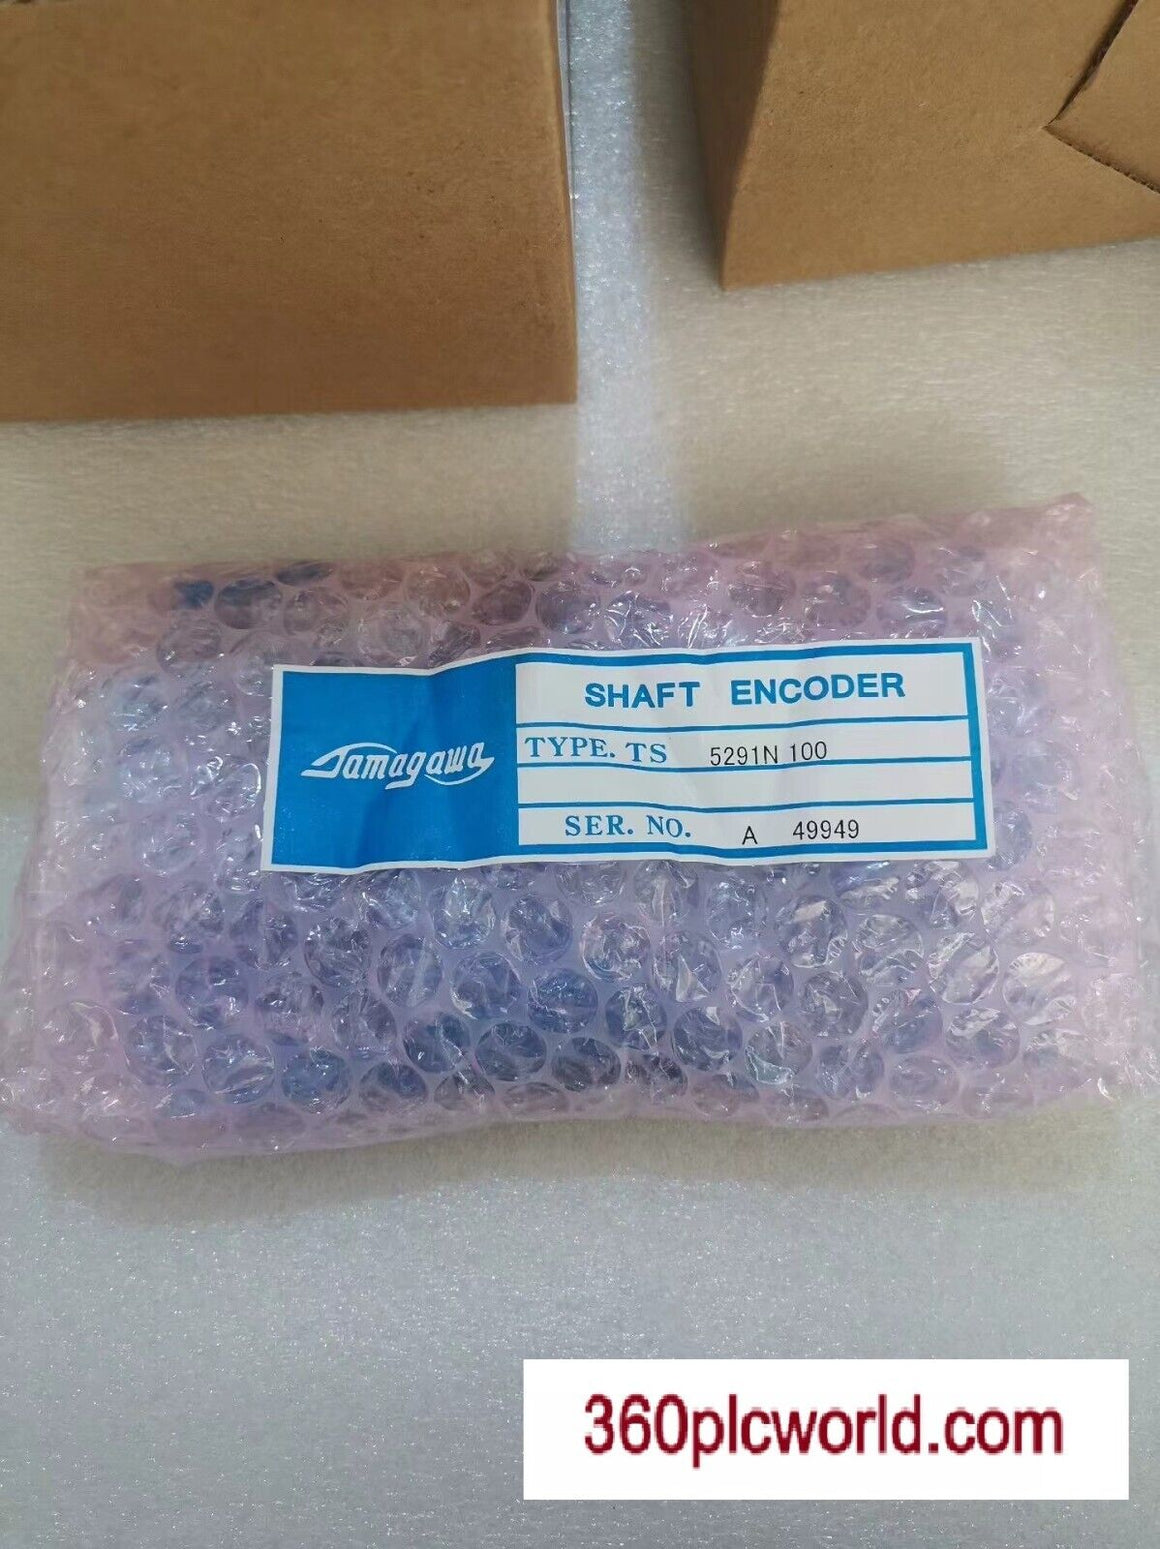 SHAFT ENCODER
Tamagawa
TYPE. TS 5291N 100
SER. NO. A 49949
360plcworld.com